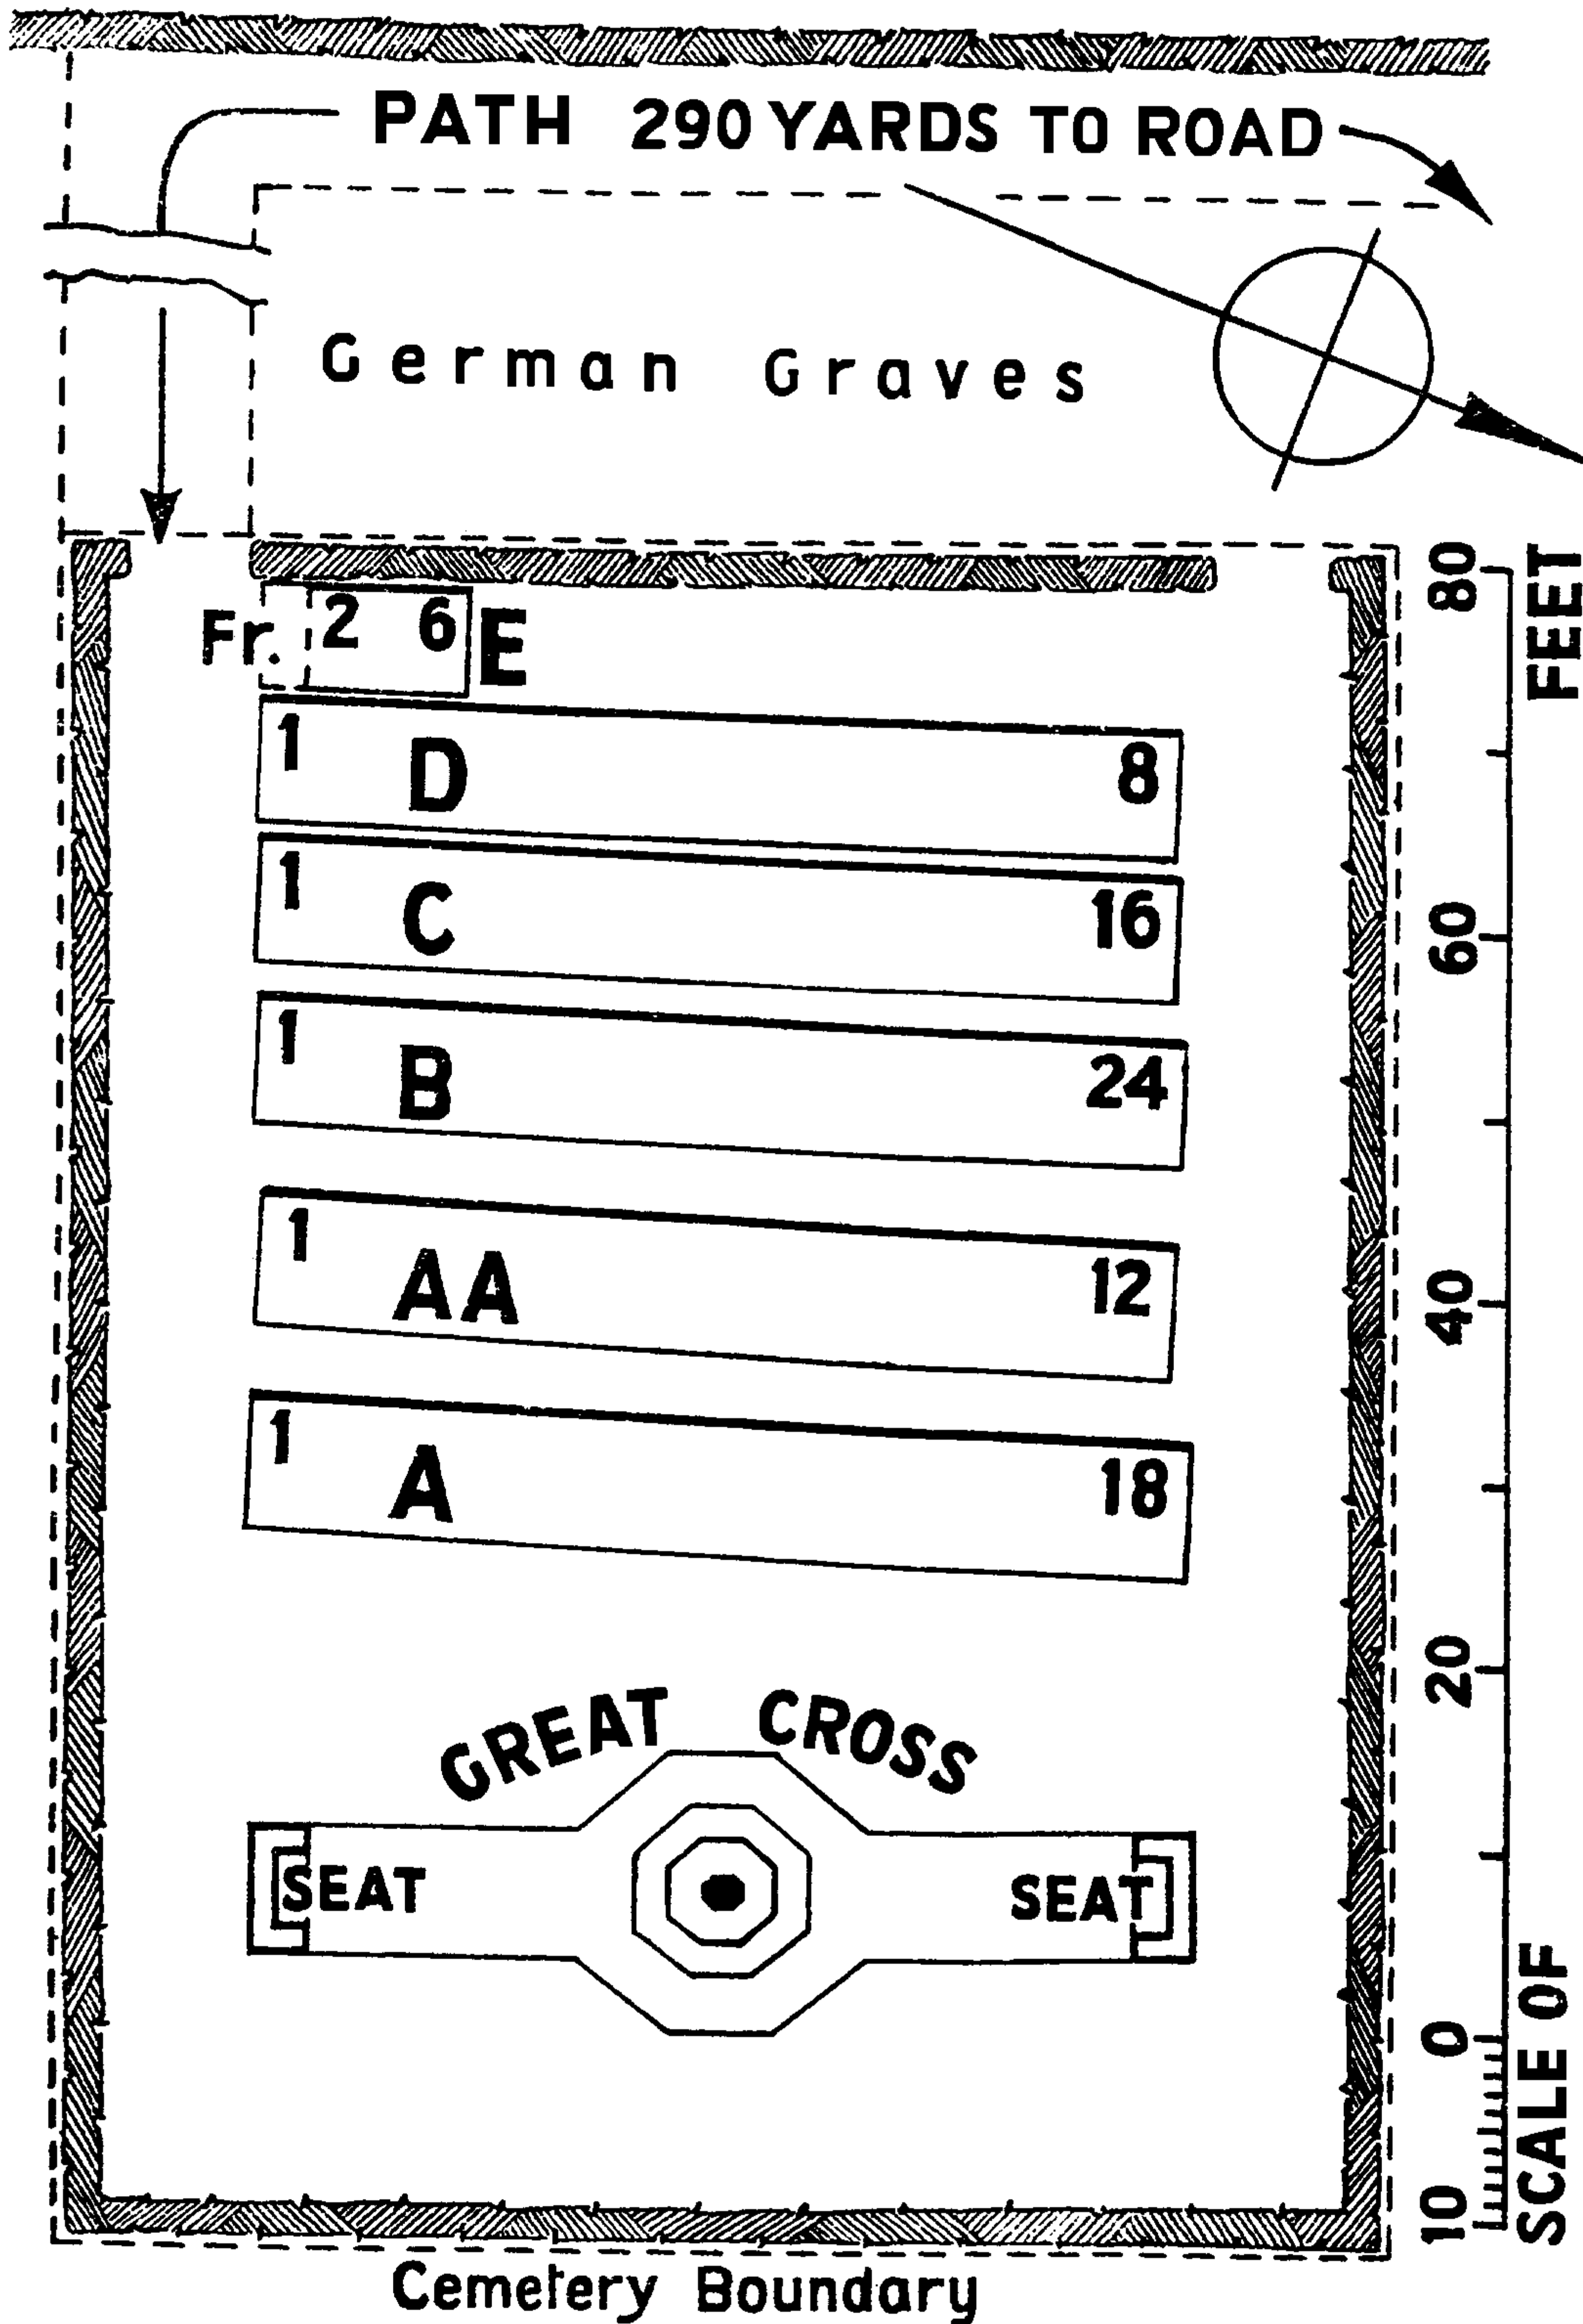 PATH 290 YARDS TO ROAD
German Graves
Fr. 2 6 E
1 D 8
1 C 16
1 B 24
1 AA 12
1 A 18
GREAT CROSS
SEAT SEAT
Cemetery Boundary
SCALE OF FEET
10 0 20 40 60 80